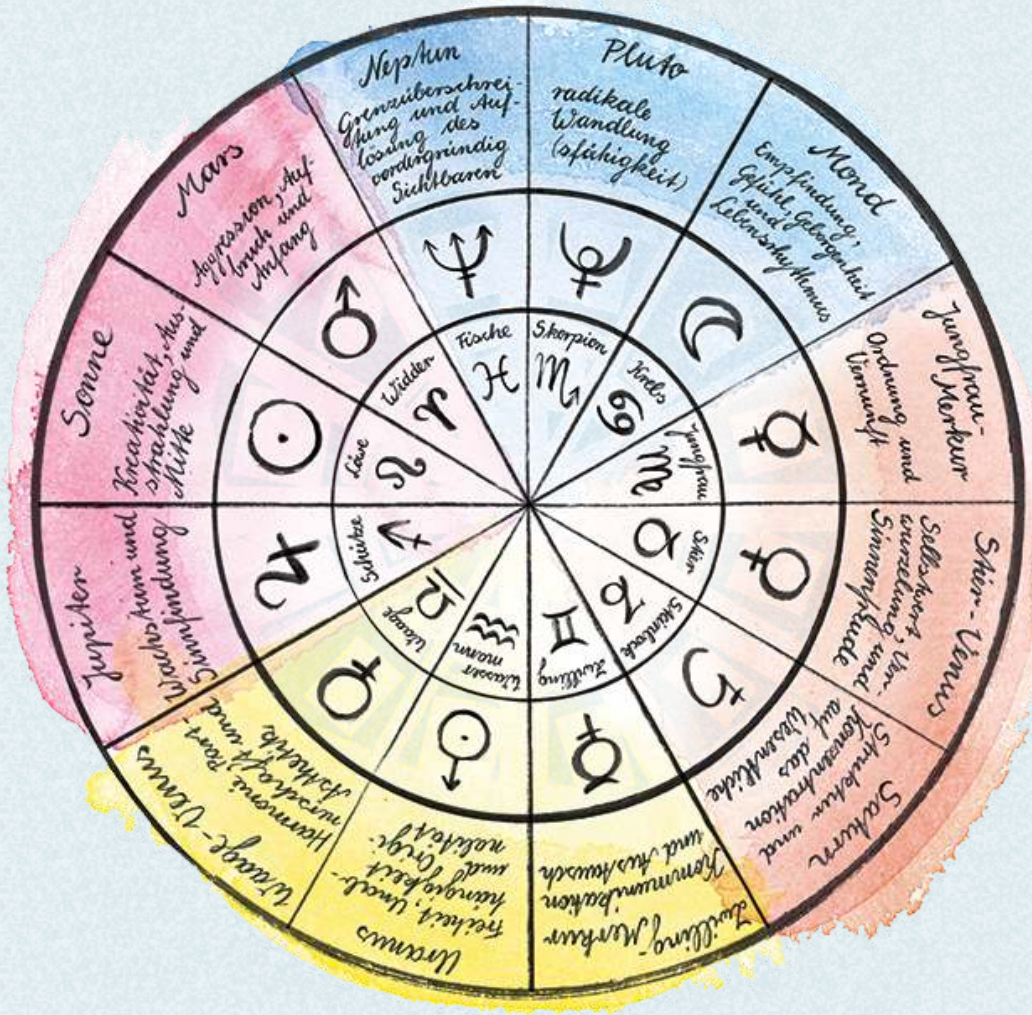 Neptun
Grenzüberschrei-
tung und Auf-
lösung des
vordergründig
Sichtbaren
Fische
Pluto
radikale
Wandlung
(sfähigkeit)
Skorpion
Mond
Empfindung,
Gefühl, Geborgenheit
und
Lebensrhythmus
Krebs
Jungfrau-
Merkur
Ordnung und
Vernunft
Jungfrau
Stier-Venus
Selbstwert, Ver-
wurzelung und
Sinnenfreude
Stier
Saturn
Struktur und
Konzentration
auf das
Wesentliche
Steinbock
Zwilling Merkur
Kommunikation
und Austausch
Zwilling
Uranus
Freiheit, Unab-
hängigkeit
und Origi-
nalität
Wasser
mann
Waage-Venus
Harmonie, Part-
nerschaft und
Ästhetik
Waage
Jupiter
Wachstum und
Sinnfindung
Schütze
Sonne
Kreativität, Aus-
strahlung und
Mitte
Löwe
Mars
Aggression, Auf-
bruch und
Anfang
Widder